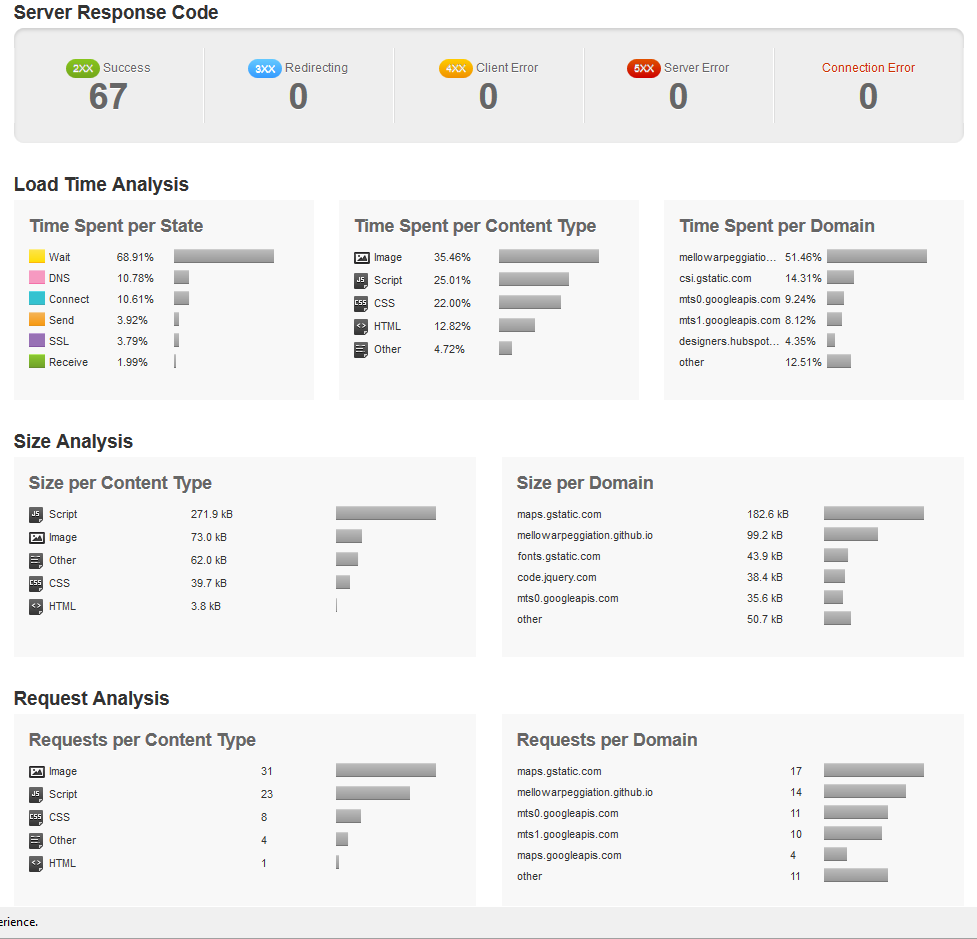 Server Response Code
2XX Success 3XX Redirecting 4XX Client Error 5XX Server Error Connection Error
67 0 0 0 0
Load Time Analysis
Time Spent per State
Wait 68.91%
DNS 10.78%
Connect 10.61%
Send 3.92%
SSL 3.79%
Receive 1.99%
Time Spent per Content Type
Image 35.46%
JS Script 25.01%
CSS CSS 22.00%
<> HTML 12.82%
Other 4.72%
Time Spent per Domain
mellowarpeggiatio... 51.46%
csi.gstatic.com 14.31%
mts0.googleapis.com 9.24%
mts1.googleapis.com 8.12%
designers.hubspot... 4.35%
other 12.51%
Size Analysis
Size per Content Type
JS Script 271.9 kB
Image 73.0 kB
Other 62.0 kB
CSS CSS 39.7 kB
<> HTML 3.8 kB
Size per Domain
maps.gstatic.com 182.6 kB
mellowarpeggiation.github.io 99.2 kB
fonts.gstatic.com 43.9 kB
code.jquery.com 38.4 kB
mts0.googleapis.com 35.6 kB
other 50.7 kB
Request Analysis
Requests per Content Type
Image 31
JS Script 23
CSS CSS 8
Other 4
<> HTML 1
Requests per Domain
maps.gstatic.com 17
mellowarpeggiation.github.io 14
mts0.googleapis.com 11
mts1.googleapis.com 10
maps.googleapis.com 4
other 11
erience.